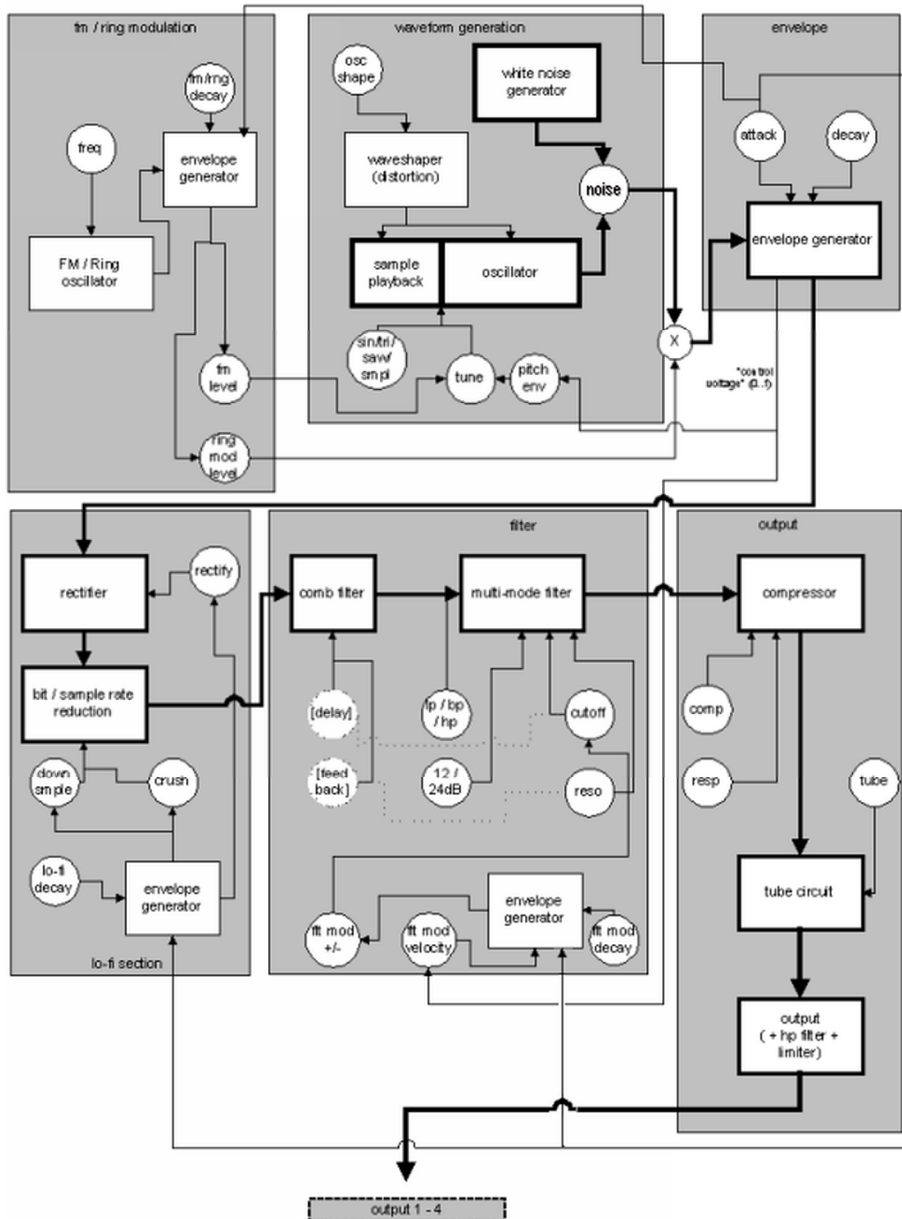 fm / ring modulation
fm/rng
decay
freq
envelope
generator
FM / Ring
oscillator
fm
level
ring
mod
level
waveform generation
osc
shape
white noise
generator
waveshaper
(distortion)
noise
sample
playback
oscillator
sin/tri/
saw/
smpl
tune
pitch
env
X
envelope
attack
decay
envelope generator
"control
voltage" (0..1)
rectifier
rectify
bit / sample rate
reduction
down
smple
crush
lo-fi
decay
envelope
generator
lo-fi section
filter
comb filter
multi-mode filter
[delay]
lp / bp
/ hp
cutoff
[feed
back]
12 /
24dB
reso
envelope
generator
flt mod
+/-
flt mod
velocity
flt mod
decay
output
compressor
comp
resp
tube
tube circuit
output
( + hp filter +
limiter)
output 1 - 4